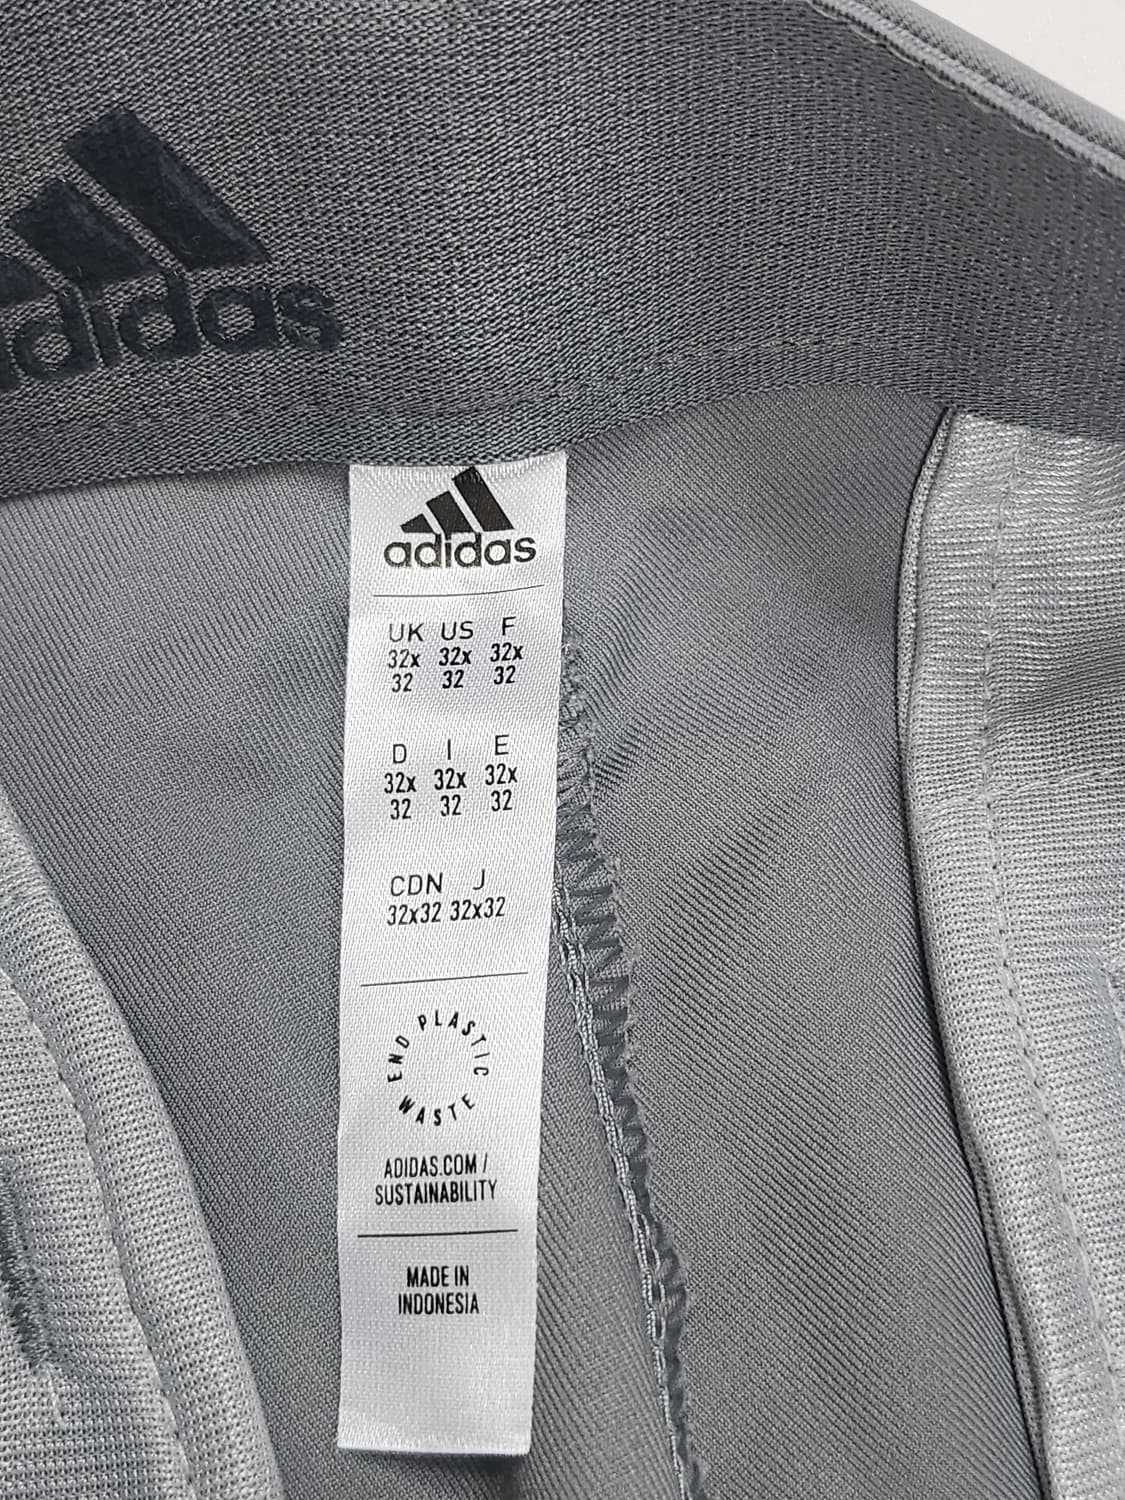 adidas
adidas
UK US F
32x 32x 32x
32 32 32
D I E
32x 32x 32x
32 32 32
CDN J
32x32 32x32
END PLASTIC WASTE
ADIDAS.COM /
SUSTAINABILITY
MADE IN
INDONESIA